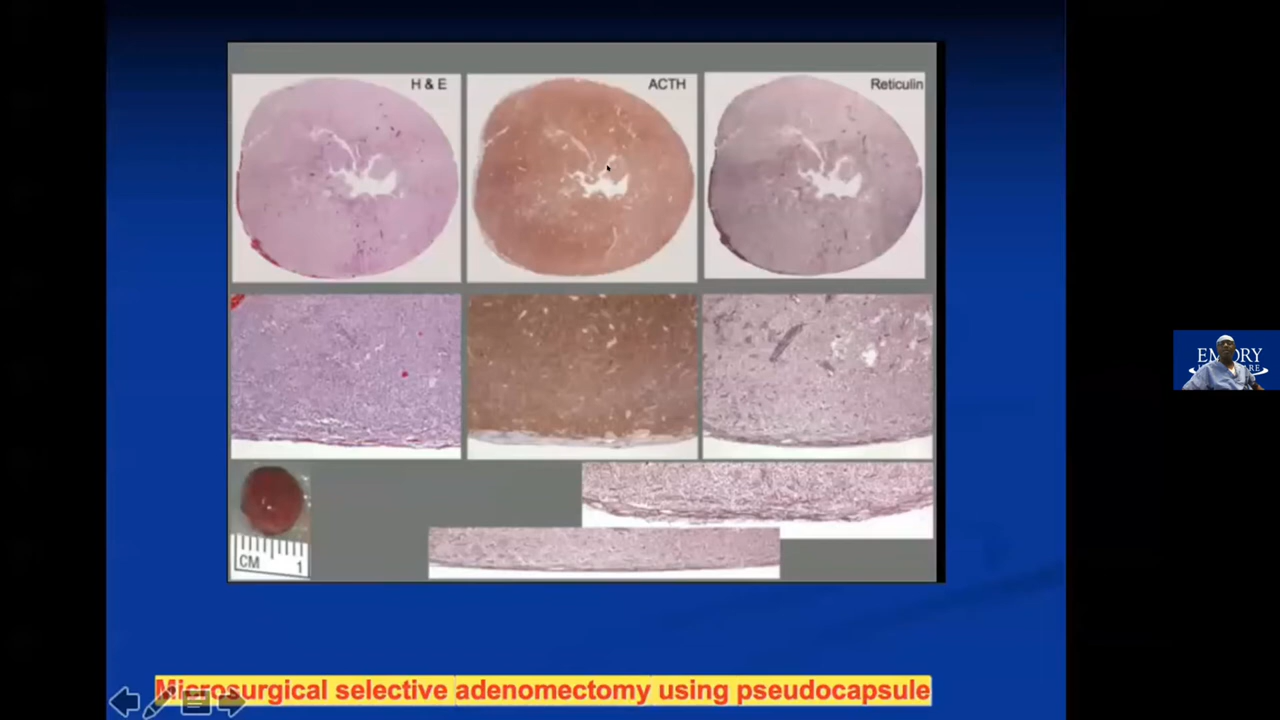 H & E
ACTH
Reticulin
CM 1
EMORY
Microsurgical selective adenomectomy using pseudocapsule